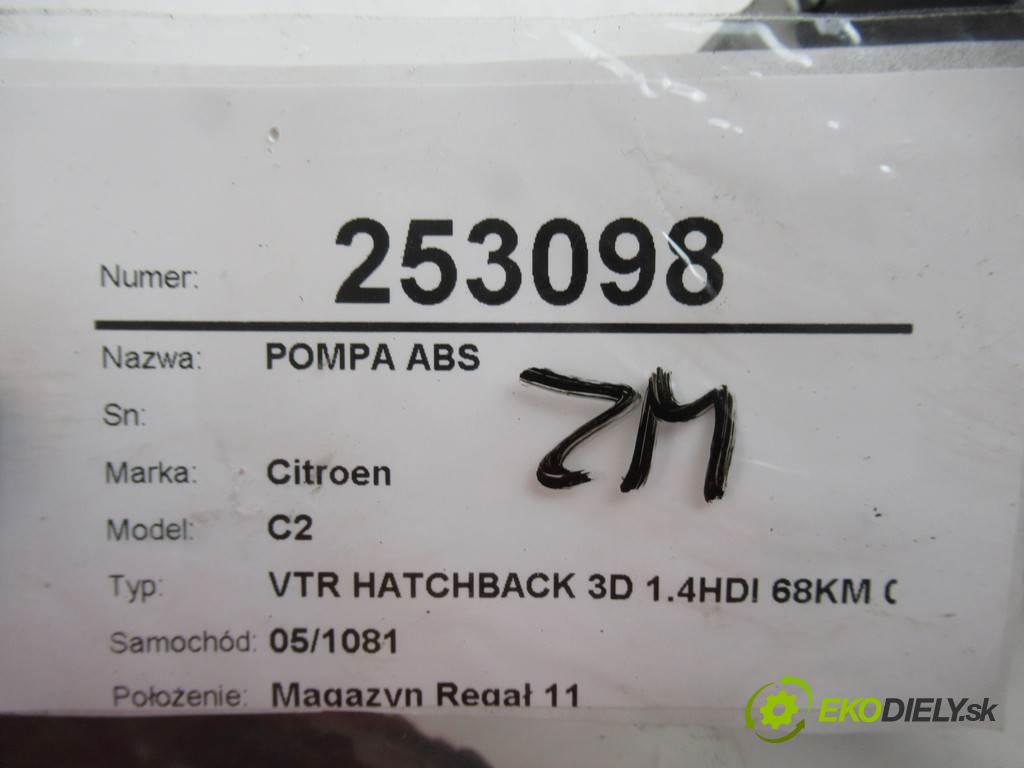 Numer: 253098
Nazwa: POMPA ABS
ZM
Sn:
Marka: Citroen
Model: C2
Typ: VTR HATCHBACK 3D 1.4HDI 68KM
Samochód: 05/1081
Położenie: Magazyn Regał 11
EKODIELY.sk